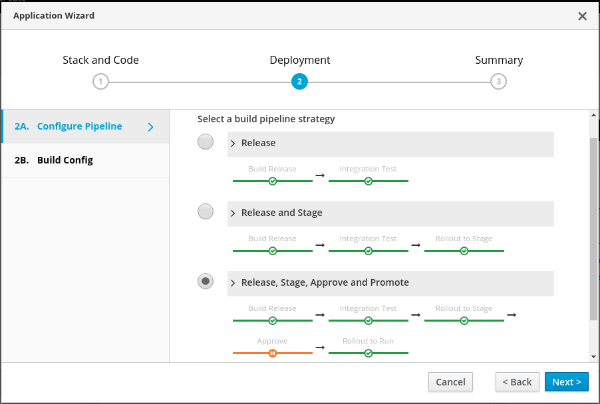 Application Wizard
Stack and Code
Deployment
Summary
1
2
3
2A. Configure Pipeline
2B. Build Config
Select a build pipeline strategy
Release
Build Release
Integration Test
Release and Stage
Build Release
Integration Test
Rollout to Stage
Release, Stage, Approve and Promote
Build Release
Integration Test
Rollout to Stage
Approve
Rollout to Run
Cancel
< Back
Next >